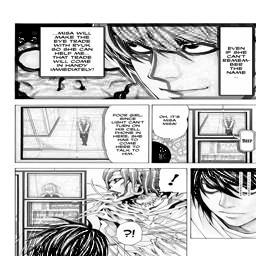 ...MISA WILL
MAKE THE
EYE TRADE
WITH RYUK,
SO SHE CAN
HELP ME...
THAT TRADE
WILL COME
IN HANDY
IMMEDIATELY!
EVEN IF
SHE CAN'T
REMEM-
BER
THE
NAME
POOR GIRL.
SINCE
LIGHT CAN'T
TURN ON
HIS CELL
PHONE IN
HERE, SHE
HAS TO
COME
HERE TO
TALK TO
HIM.
OH, IT'S
MISA
MISA!
BEEP
!
?!